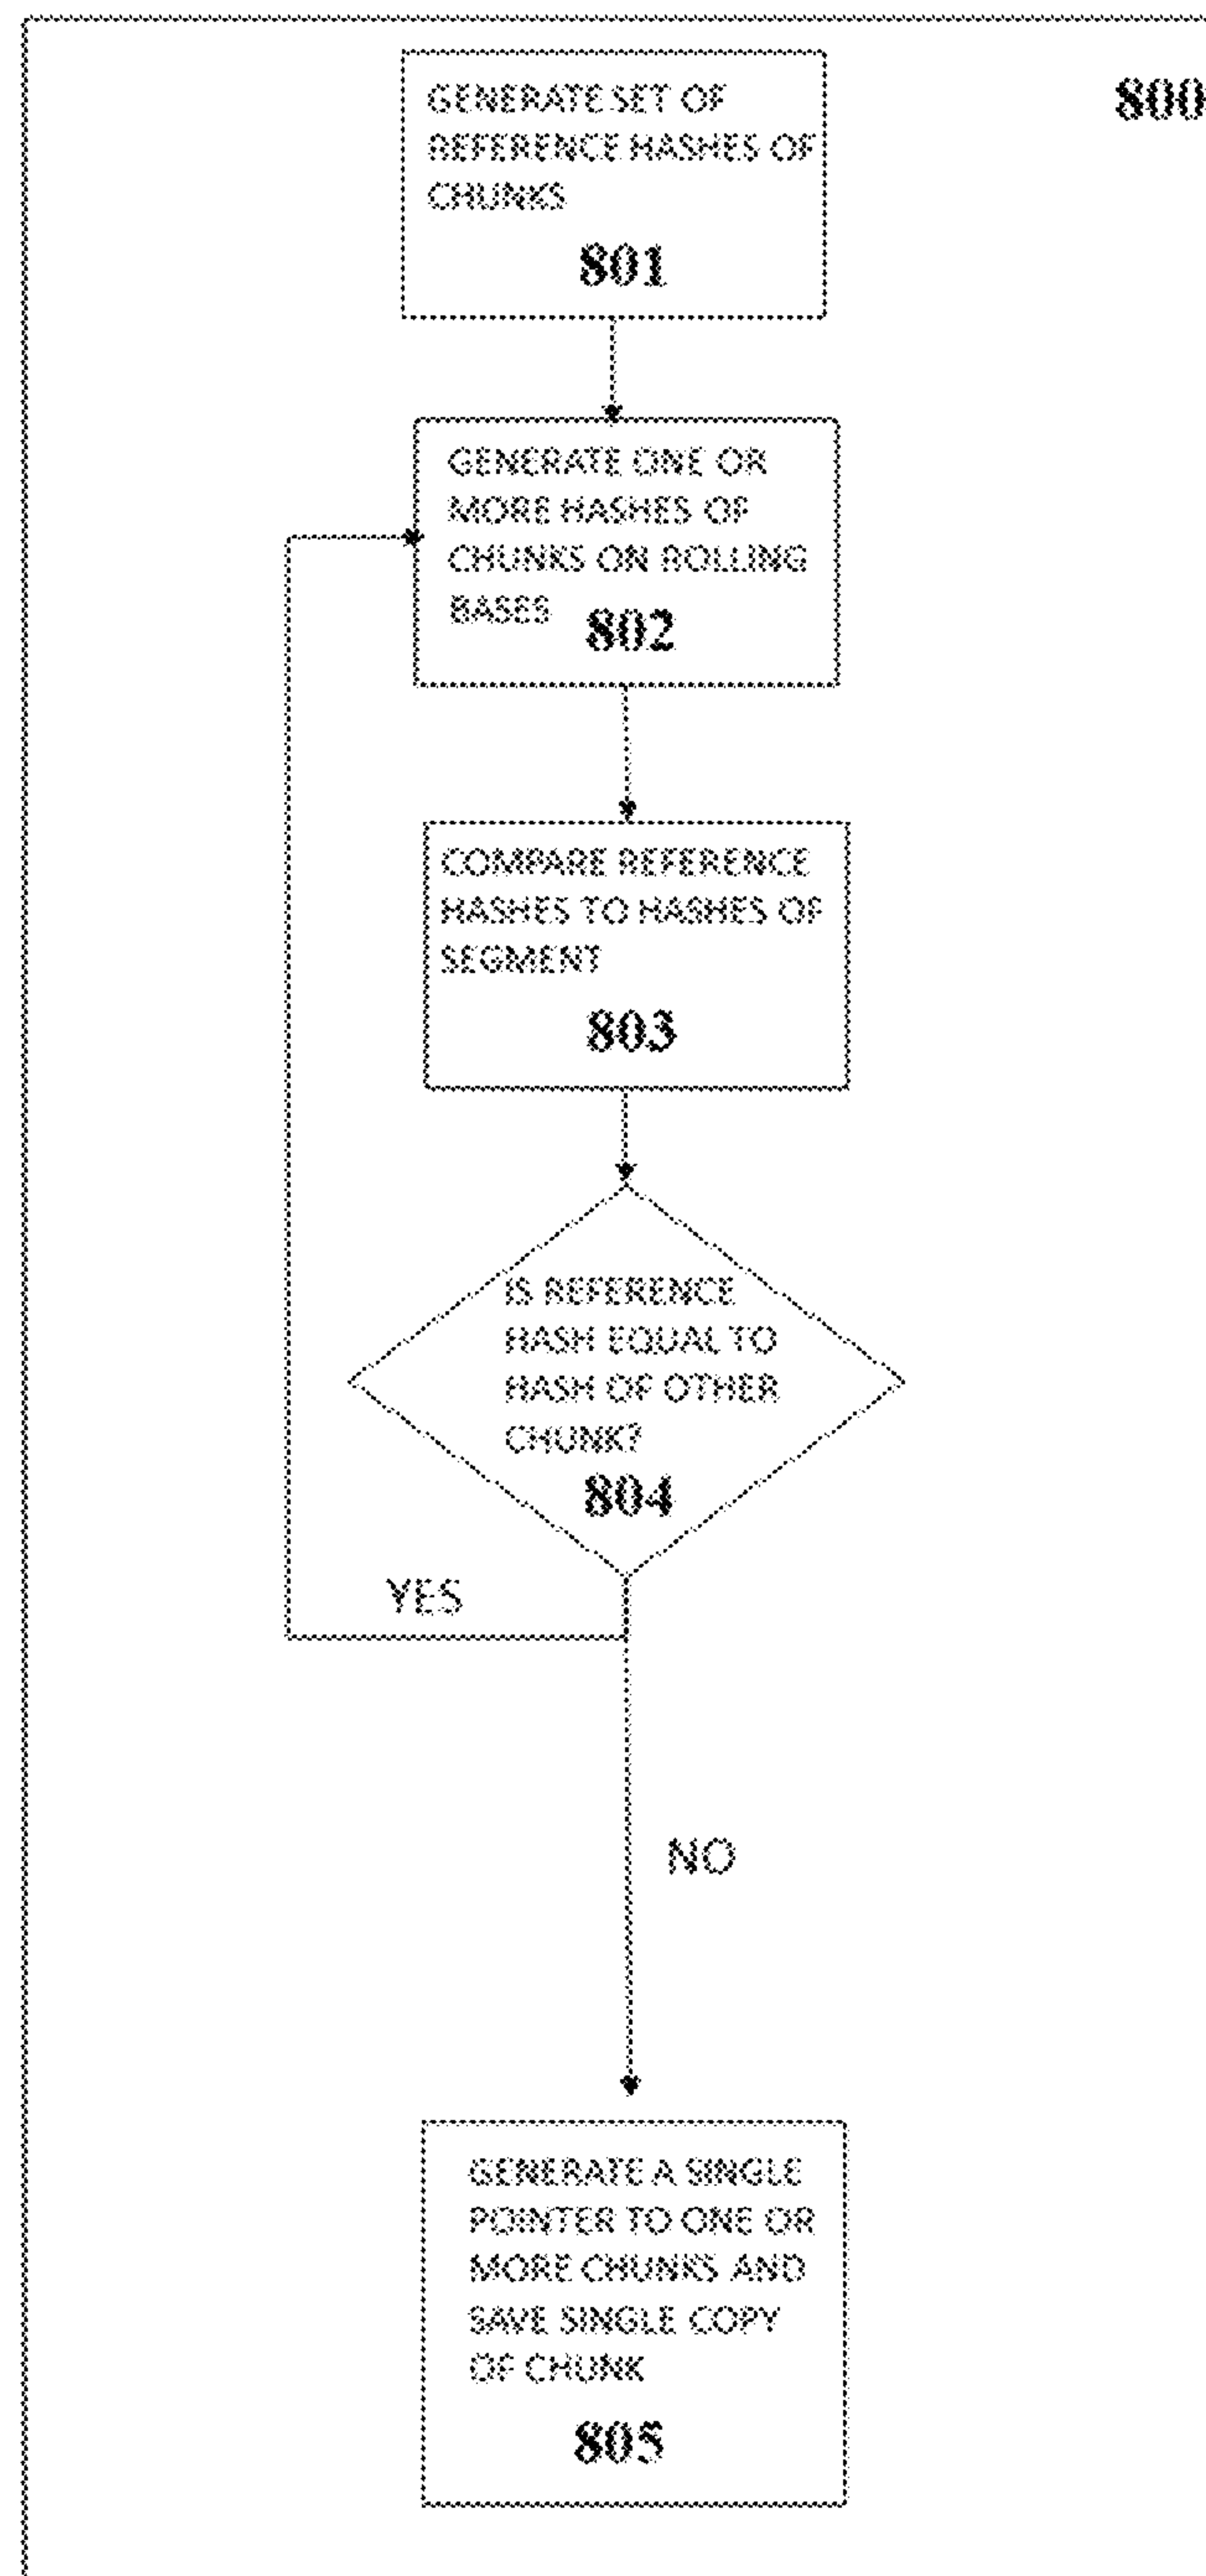 800
GENERATE SET OF
REFERENCE HASHES OF
CHUNKS
801
GENERATE ONE OR
MORE HASHES OF
CHUNKS ON ROLLING
BASES
802
COMPARE REFERENCE
HASHES TO HASHES OF
SEGMENT
803
IS REFERENCE
HASH EQUAL TO
HASH OF OTHER
CHUNK?
804
YES
NO
GENERATE A SINGLE
POINTER TO ONE OR
MORE CHUNKS AND
SAVE SINGLE COPY
OF CHUNK
805